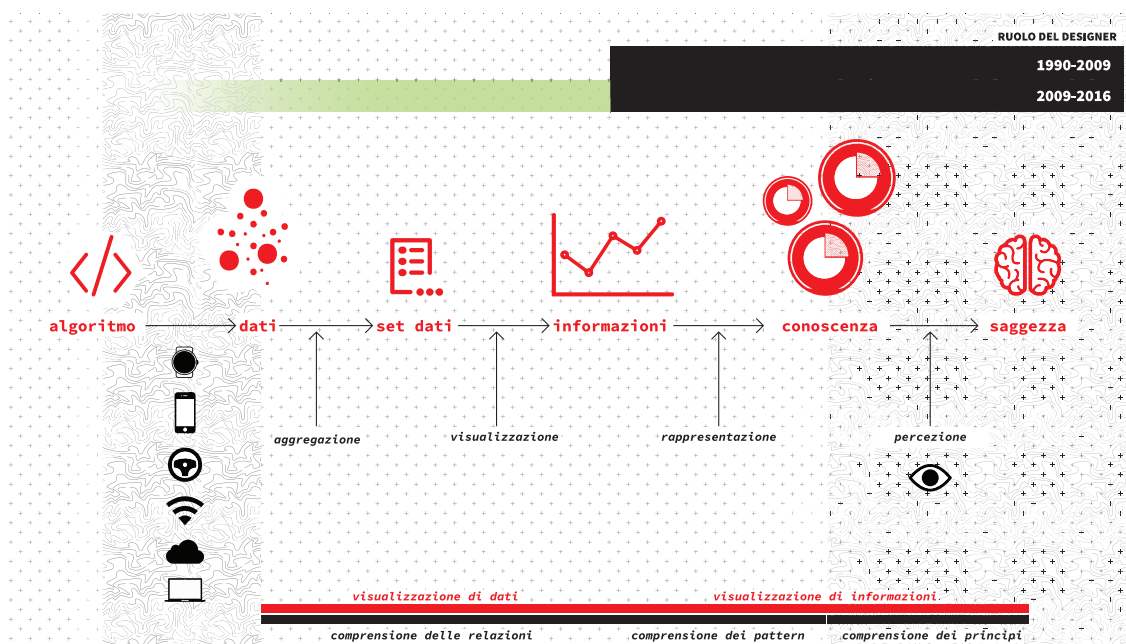 RUOLO DEL DESIGNER
1990-2009
2009-2016
algoritmo
dati
set dati
informazioni
conoscenza
saggezza
aggregazione
visualizzazione
rappresentazione
percezione
visualizzazione di dati
visualizzazione di informazioni.
comprensione delle relazioni
comprensione dei pattern
comprensione dei principi